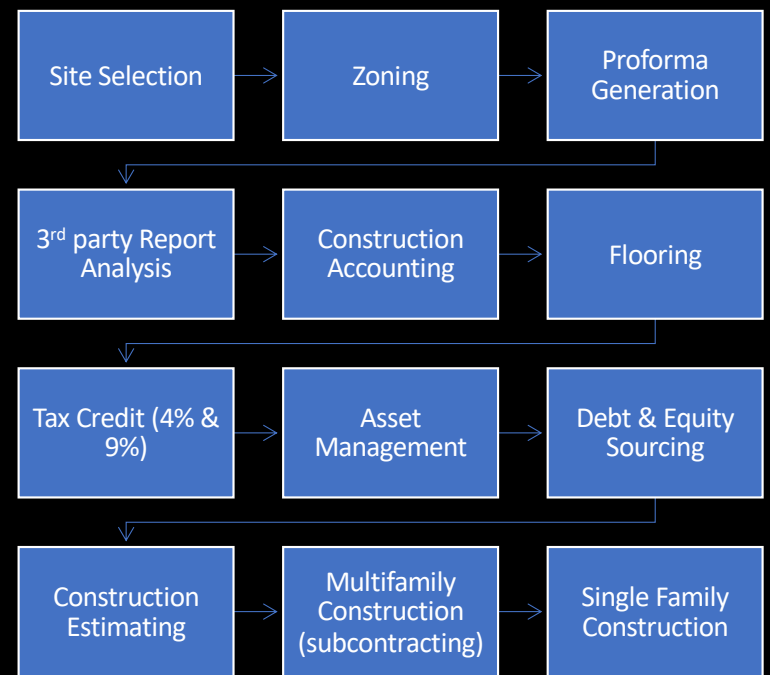 Site Selection
Zoning
Proforma
Generation
3rd party Report
Analysis
Construction
Accounting
Flooring
Tax Credit (4% &
9%)
Asset
Management
Debt & Equity
Sourcing
Construction
Estimating
Multifamily
Construction
(subcontracting)
Single Family
Construction